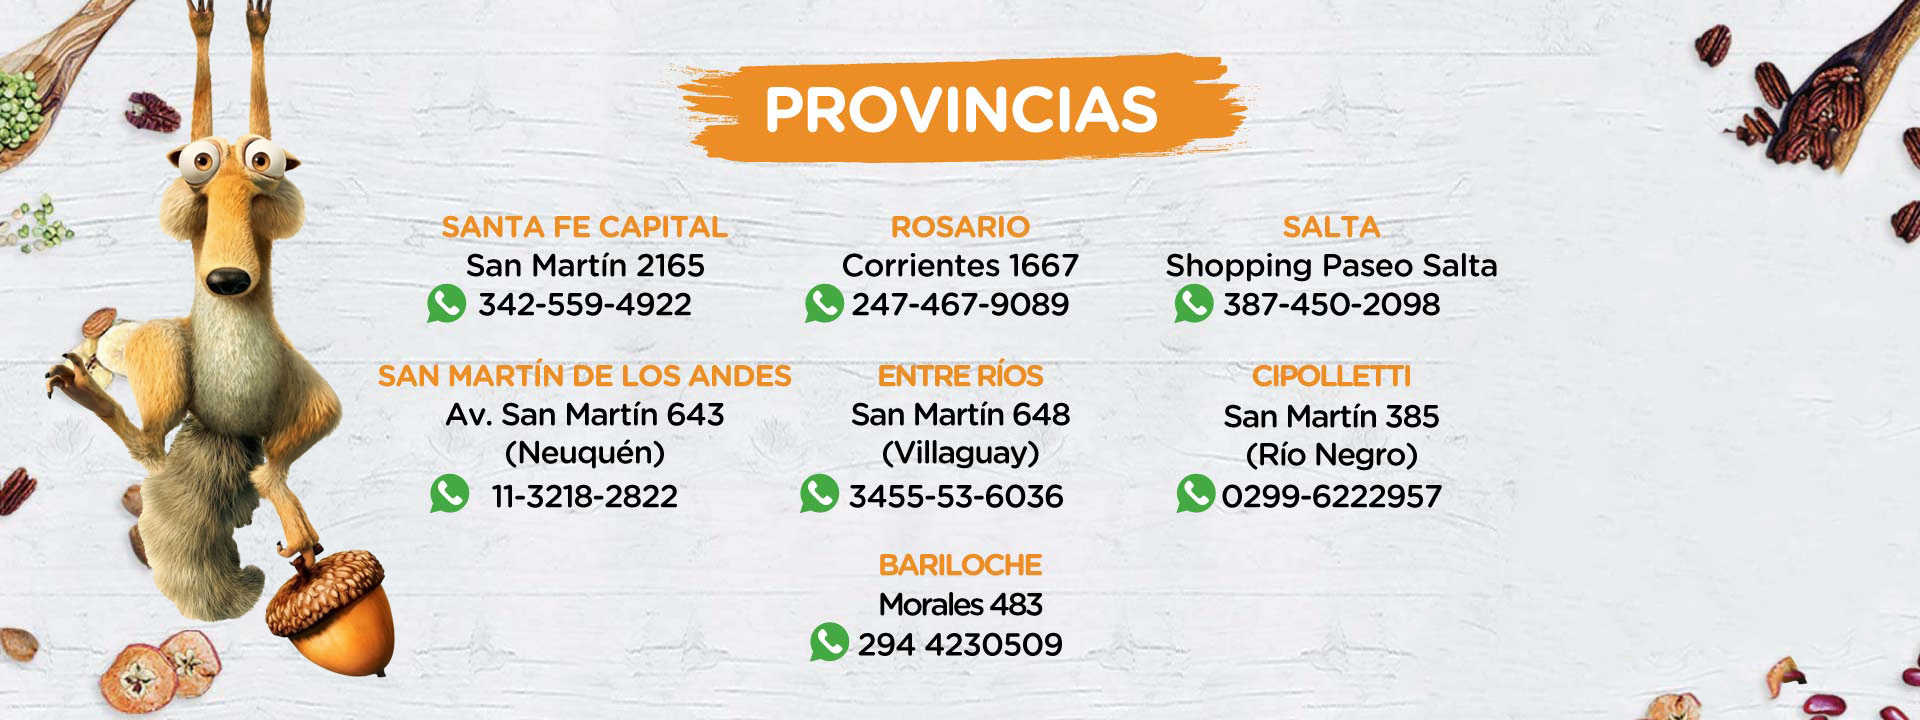 PROVINCIAS
SANTA FE CAPITAL
San Martín 2165
342-559-4922
ROSARIO
Corrientes 1667
247-467-9089
SALTA
Shopping Paseo Salta
387-450-2098
SAN MARTÍN DE LOS ANDES
Av. San Martín 643
(Neuquén)
11-3218-2822
ENTRE RÍOS
San Martín 648
(Villaguay)
3455-53-6036
CIPOLLETTI
San Martín 385
(Río Negro)
0299-6222957
BARILOCHE
Morales 483
294 4230509